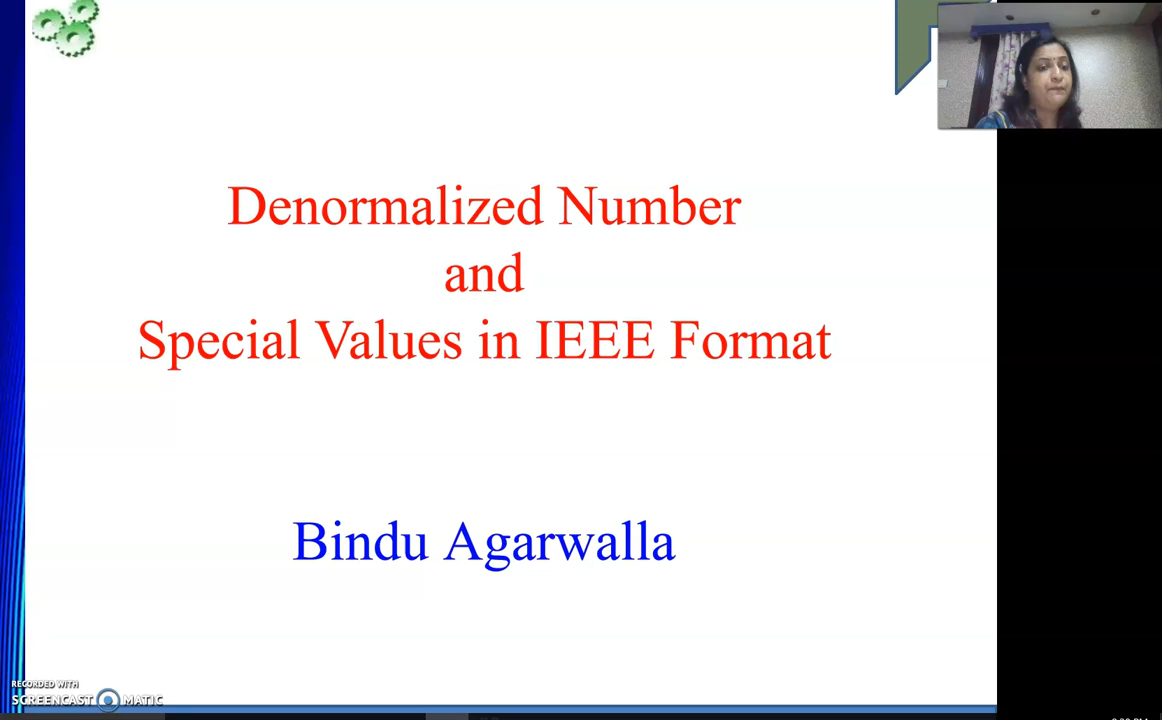 Denormalized Number
and
Special Values in IEEE Format
Bindu Agarwalla
RECORDED WITH
SCREENCAST MATIC